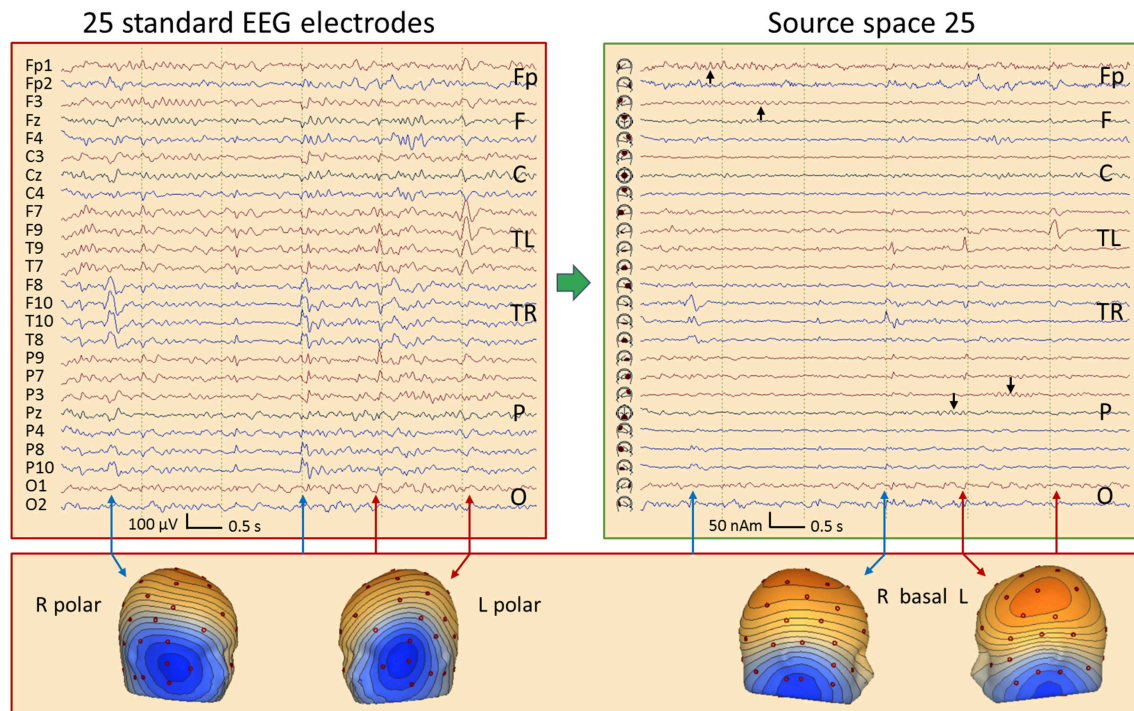 25 standard EEG electrodes
Fp1
Fp2
F3
Fz
F4
C3
Cz
C4
F7
F9
T9
T7
F8
F10
T10
T8
P9
P7
P3
Pz
P4
P8
P10
O1
O2
Fp
F
C
TL
TR
P
O
100 µV
0.5 s
Source space 25
Fp
F
C
TL
TR
P
O
50 nAm
0.5 s
R polar
L polar
R basal L